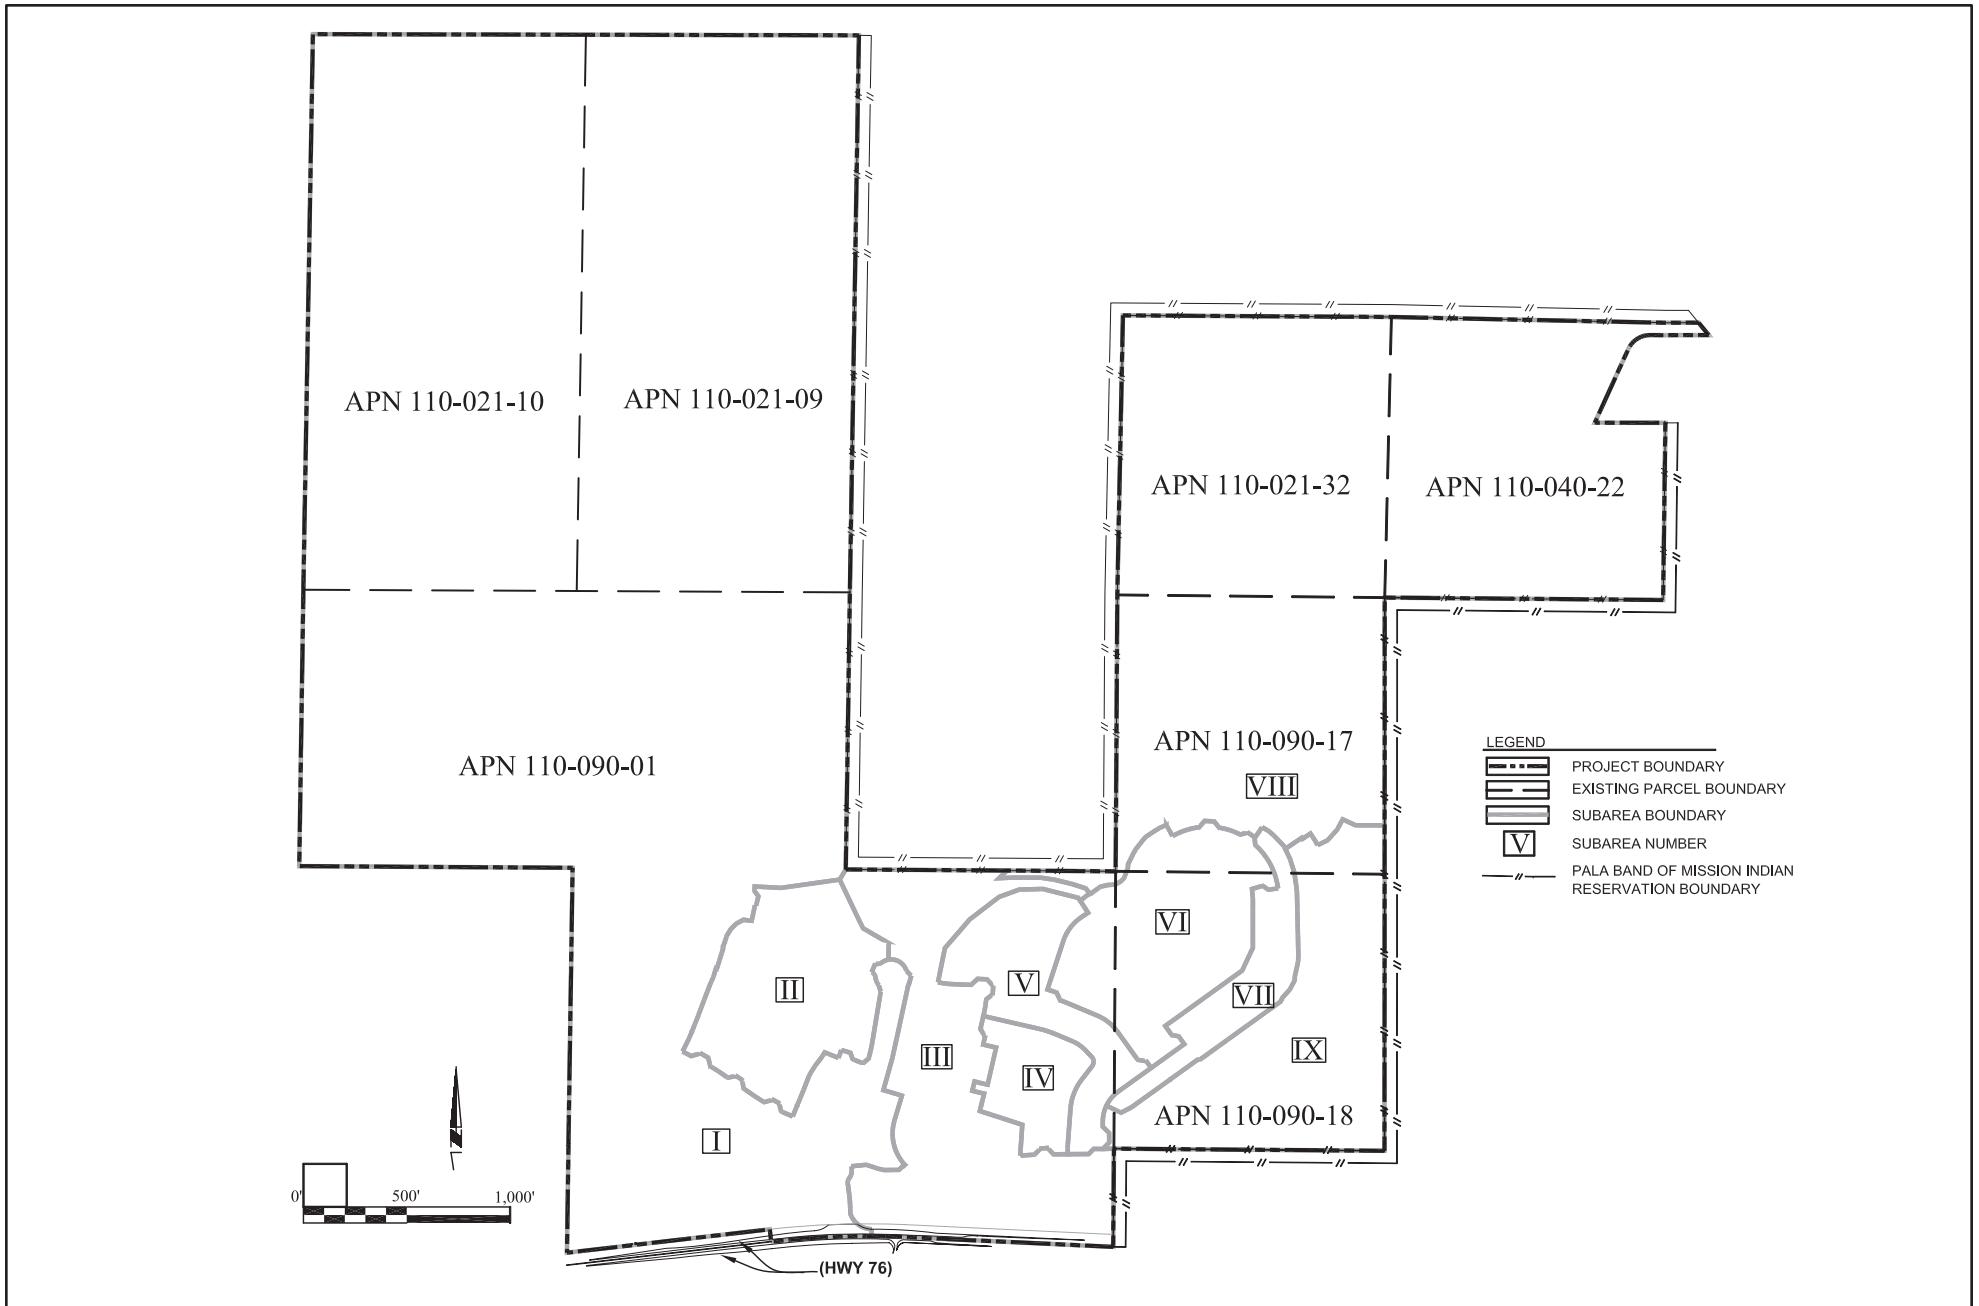 APN 110-021-10
APN 110-021-09
APN 110-021-32
APN 110-040-22
APN 110-090-01
APN 110-090-17
VIII
LEGEND
PROJECT BOUNDARY
EXISTING PARCEL BOUNDARY
SUBAREA BOUNDARY
V
SUBAREA NUMBER
PALA BAND OF MISSION INDIAN
RESERVATION BOUNDARY
VI
II
V
VII
III
IX
IV
APN 110-090-18
I
0'
500'
1,000'
(HWY 76)